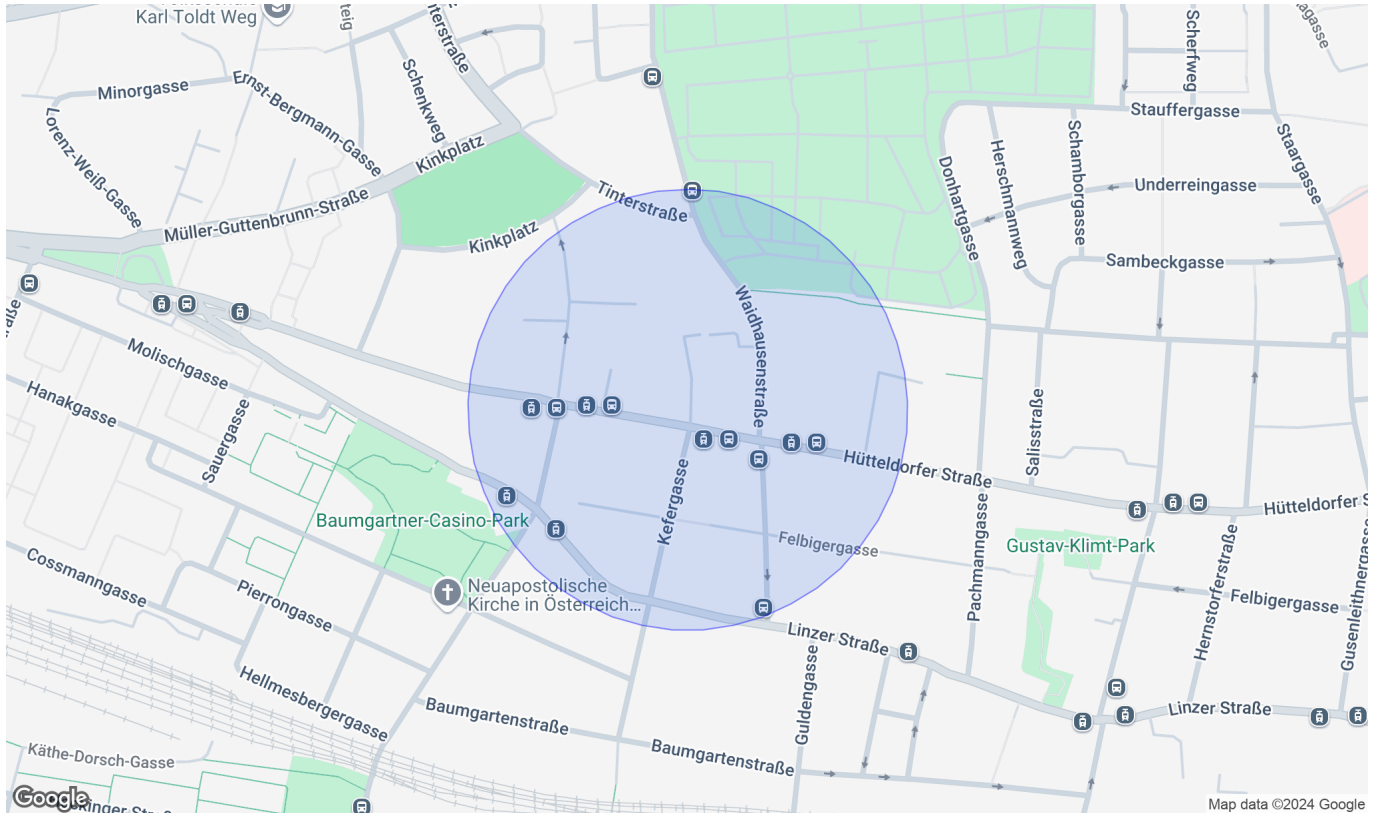 Karl Toldt Weg
Minorgasse
Ernst-Bergmann-Gasse
Schenkweg
Lorenz-Weiß-Gasse
Kinkplatz
Müller-Guttenbrunn-Straße
Kinkplatz
Tinterstraße
Scherfweg
Stauffergasse
Staargasse
Herschmannweg
Schamborgasse
Donhartgasse
Underreingasse
Sambeckgasse
Waidhausenstraße
Molischgasse
Hanakgasse
Sauergasse
Salisstraße
Hütteldorfer Straße
Hütteldorfer S
Kefergasse
Pachmanngasse
Baumgartner-Casino-Park
Felbigergasse
Gustav-Klimt-Park
Gusenleithnergasse
Hernstorferstraße
Felbigergasse
Cossmanngasse
Pierrongasse
Neuapostolische
Kirche in Österreich...
Linzer Straße
Guldengasse
Hellmesbergergasse
Baumgartenstraße
Linzer Straße
Baumgartenstraße
Käthe-Dorsch-Gasse
Google
Map data ©2024 Google